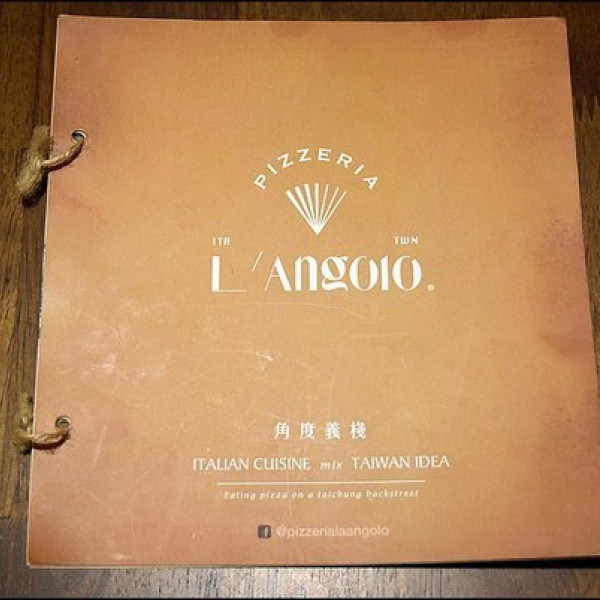 PIZZERIA
ITA TWN
L'Angolo.
角度義棧
ITALIAN CUISINE mix TAIWAN IDEA
Eating pizza on a taichung backstreet
f @pizzerialaangolo